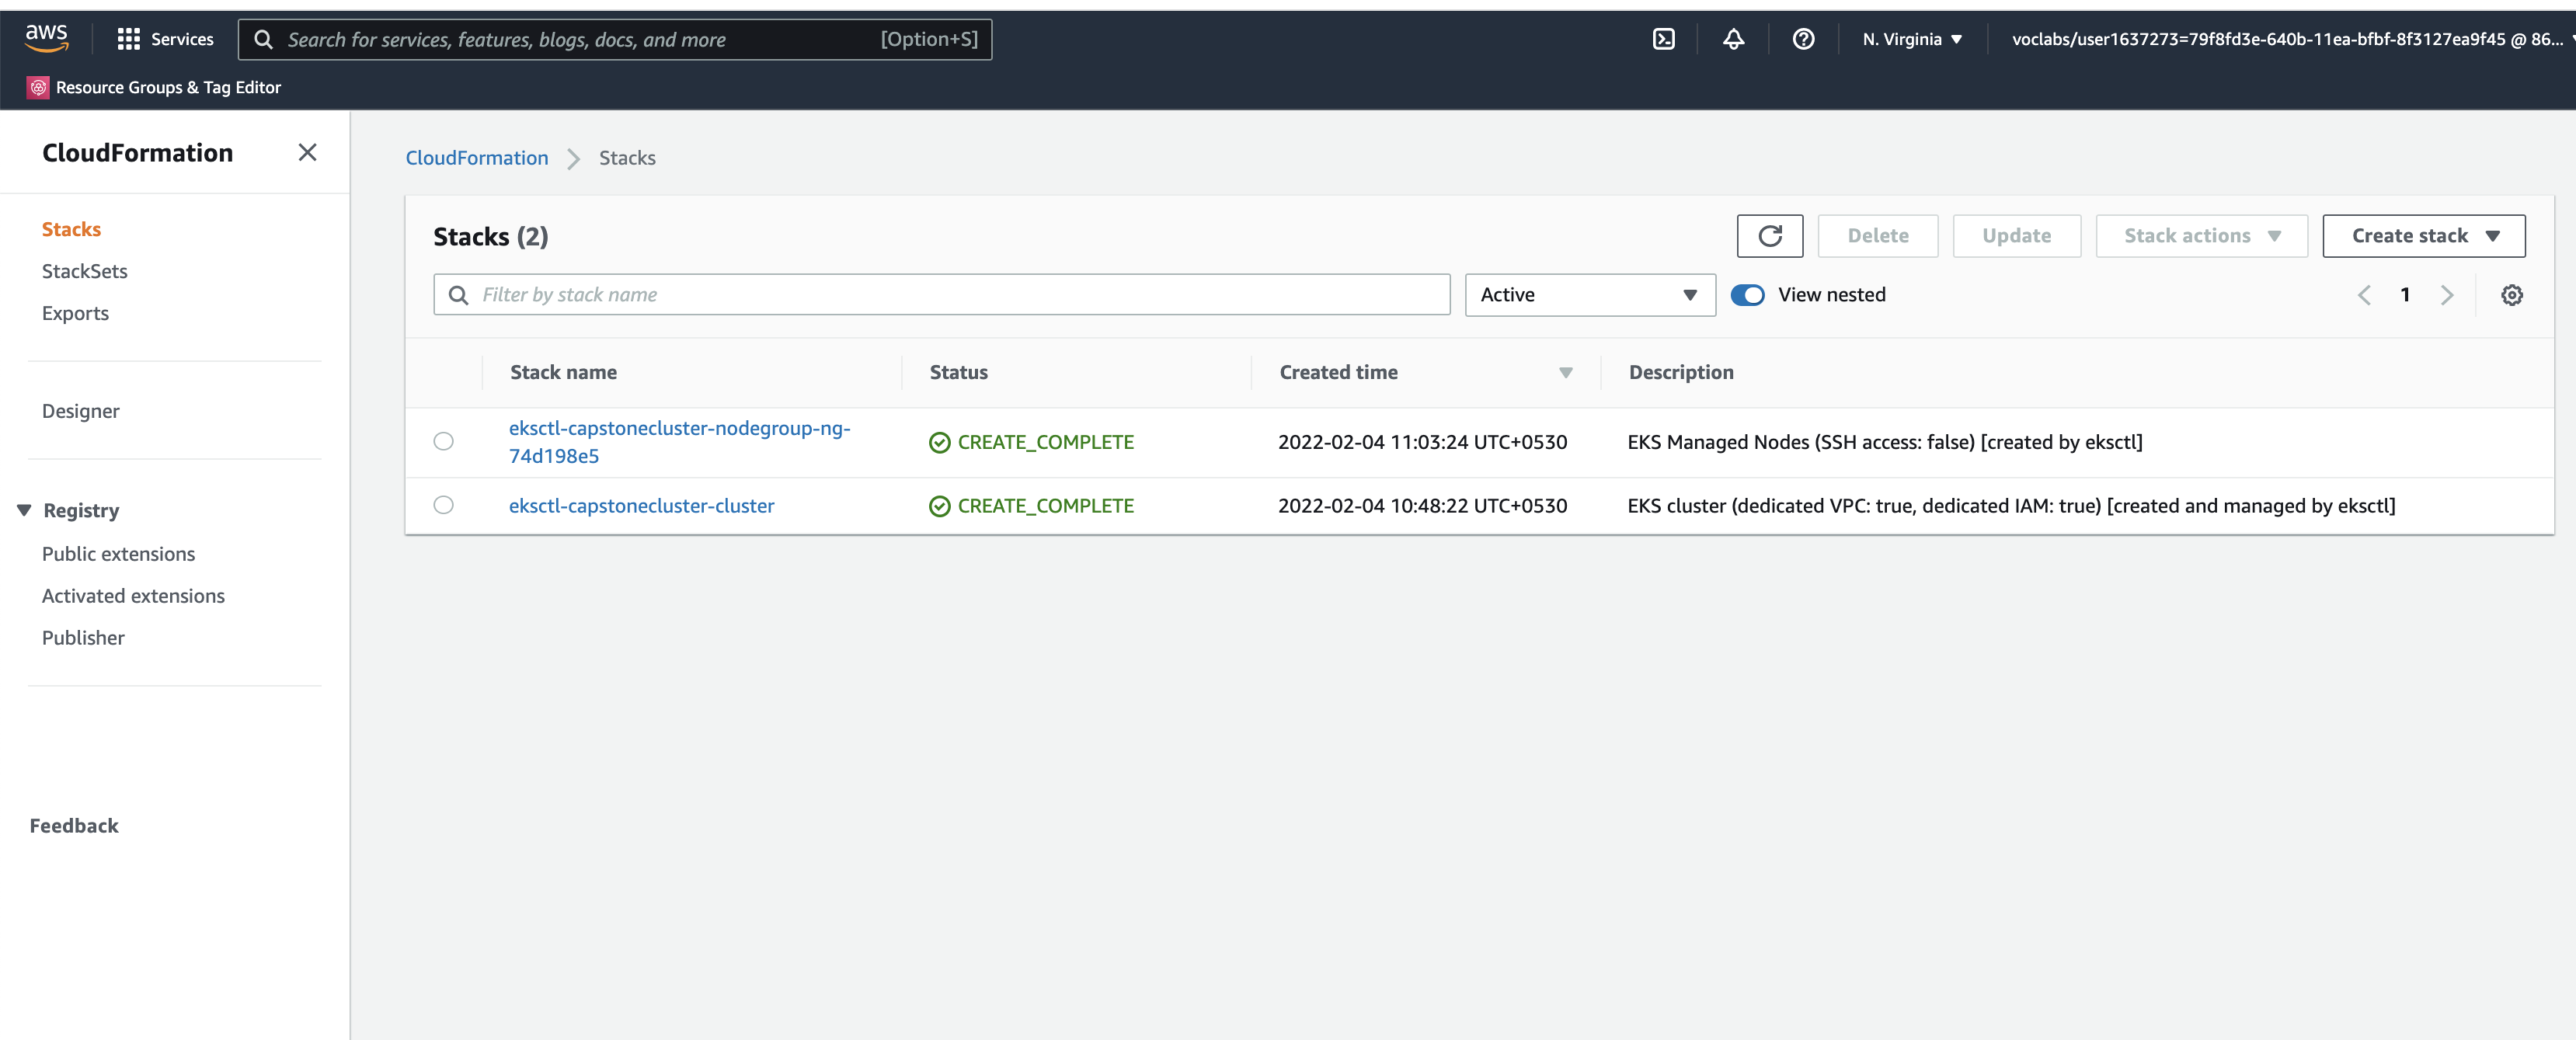 aws
Services
Search for services, features, blogs, docs, and more
[Option+S]
N. Virginia
voclabs/user1637273=79f8fd3e-640b-11ea-bfbf-8f3127ea9f45 @ 86...
Resource Groups & Tag Editor
CloudFormation
Stacks
StackSets
Exports
Designer
Registry
Public extensions
Activated extensions
Publisher
Feedback
CloudFormation
Stacks
Stacks (2)
Delete
Update
Stack actions
Create stack
Filter by stack name
Active
View nested
1
Stack name
Status
Created time
Description
eksctl-capstonecluster-nodegroup-ng-
74d198e5
CREATE_COMPLETE
2022-02-04 11:03:24 UTC+0530
EKS Managed Nodes (SSH access: false) [created by eksctl]
eksctl-capstonecluster-cluster
CREATE_COMPLETE
2022-02-04 10:48:22 UTC+0530
EKS cluster (dedicated VPC: true, dedicated IAM: true) [created and managed by eksctl]